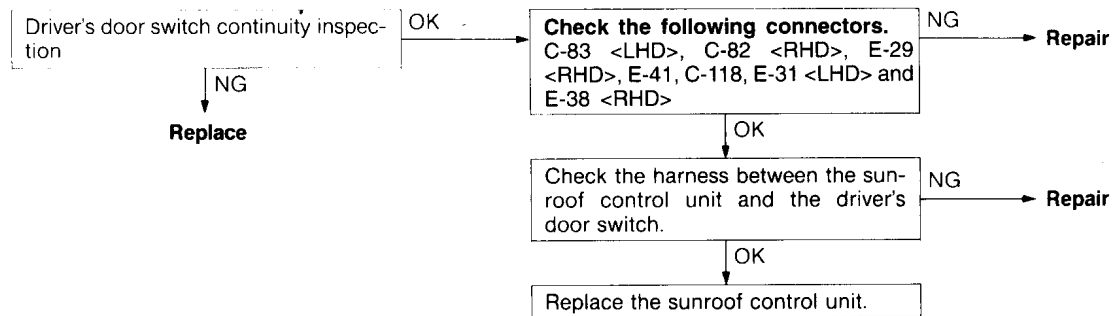 Driver's door switch continuity inspec-
tion
OK
NG
Replace
Check the following connectors.
C-83 <LHD>, C-82 <RHD>, E-29
<RHD>, E-41, C-118, E-31 <LHD> and
E-38 <RHD>
NG
Repair
OK
Check the harness between the sun-
roof control unit and the driver's
door switch.
NG
Repair
OK
Replace the sunroof control unit.